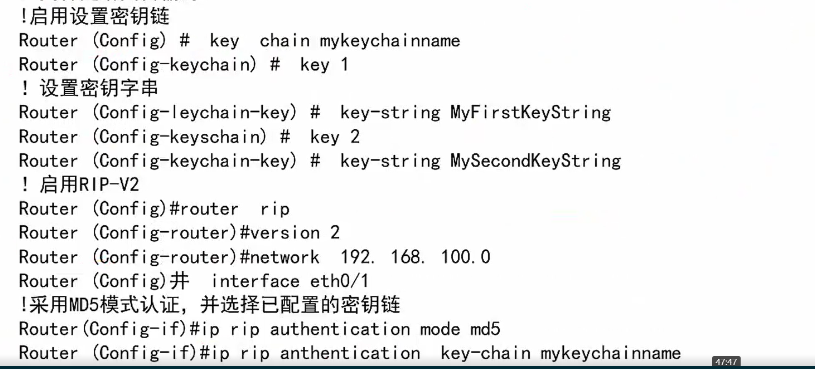 !启用设置密钥链
Router (Config) # key chain mykeychainname
Router (Config-keychain) # key 1
! 设置密钥字串
Router (Config-leychain-key) # key-string MyFirstKeyString
Router (Config-keyschain) # key 2
Router (Config-keychain-key) # key-string MySecondKeyString
! 启用RIP-V2
Router (Config)#router rip
Router (Config-router)#version 2
Router (Config-router)#network 192. 168. 100.0
Router (Config)井 interface eth0/1
!采用MD5模式认证，并选择已配置的密钥链
Router(Config-if)#ip rip authentication mode md5
Router (Config-if)#ip rip anthentication key-chain mykeychainname
47:47